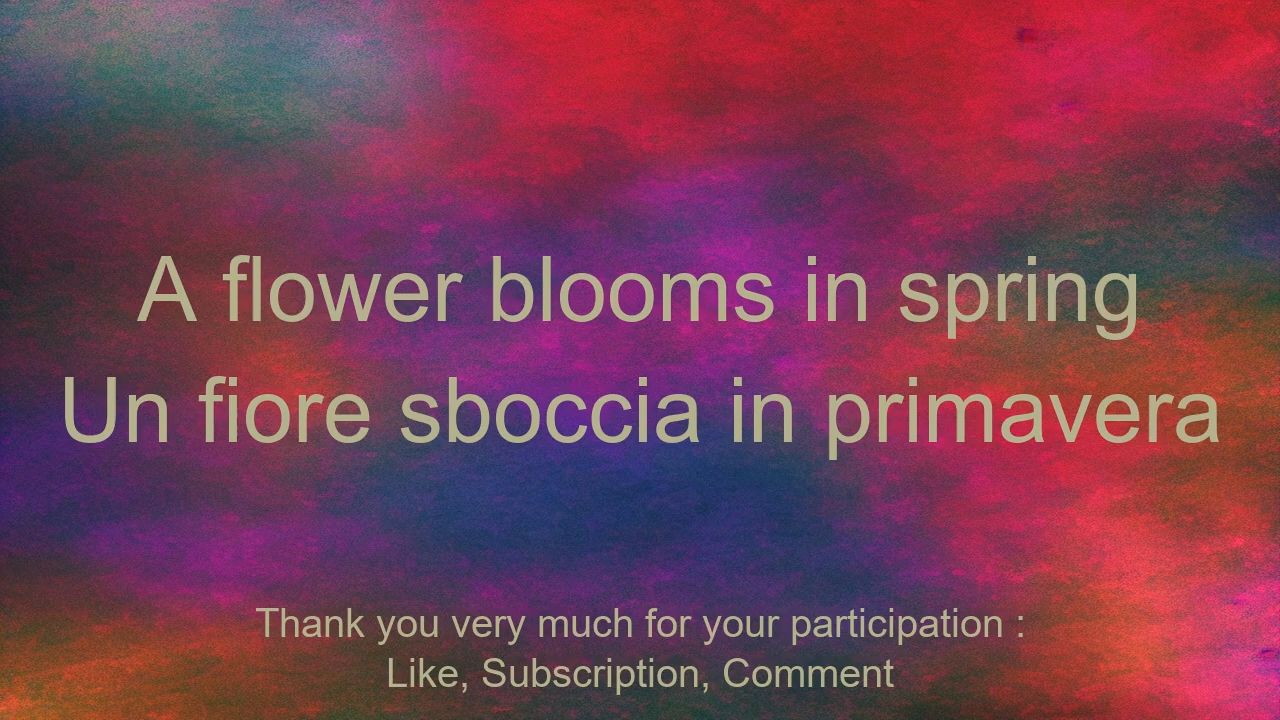 A flower blooms in spring
Un fiore sboccia in primavera
Thank you very much for your participation :
Like, Subscription, Comment